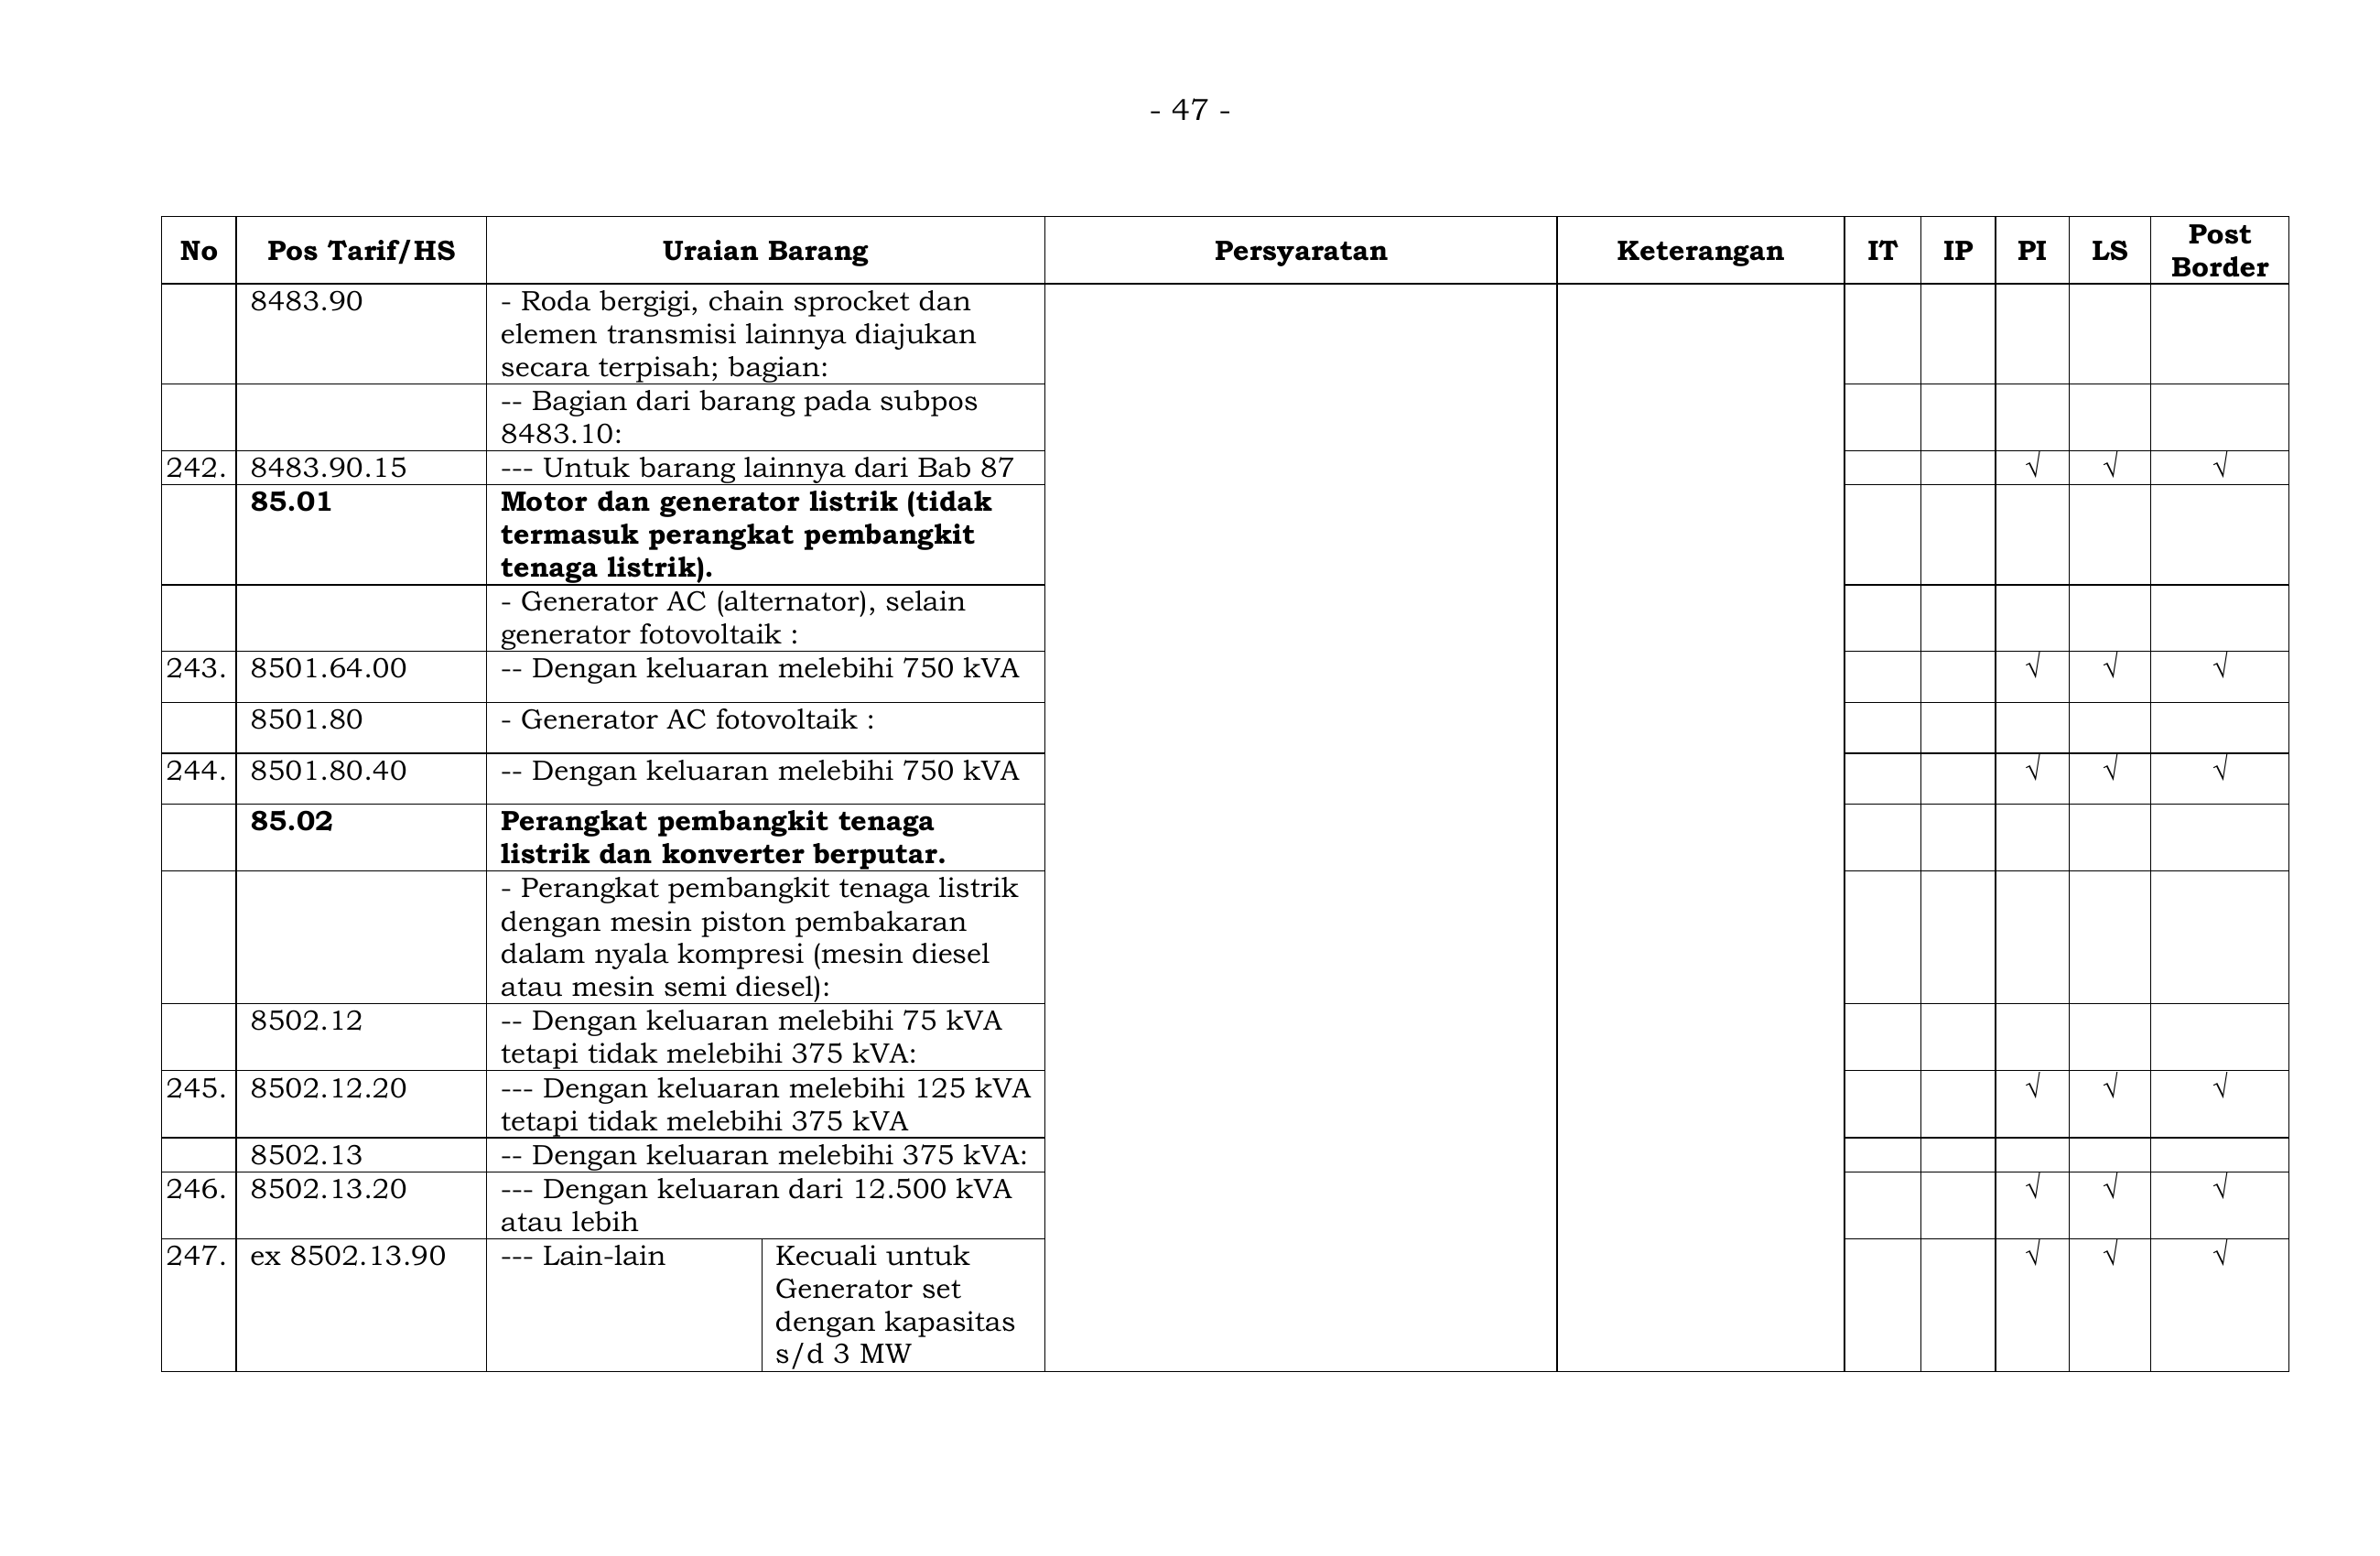 - 47 -
No Pos Tarif/HS Uraian Barang Persyaratan Keterangan IT IP PI LS Post Border
8483.90 - Roda bergigi, chain sprocket dan
elemen transmisi lainnya diajukan
secara terpisah; bagian:
-- Bagian dari barang pada subpos
8483.10:
242. 8483.90.15 --- Untuk barang lainnya dari Bab 87 √ √ √
85.01 Motor dan generator listrik (tidak
termasuk perangkat pembangkit
tenaga listrik).
- Generator AC (alternator), selain
generator fotovoltaik :
243. 8501.64.00 -- Dengan keluaran melebihi 750 kVA √ √ √
8501.80 - Generator AC fotovoltaik :
244. 8501.80.40 -- Dengan keluaran melebihi 750 kVA √ √ √
85.02 Perangkat pembangkit tenaga
listrik dan konverter berputar.
- Perangkat pembangkit tenaga listrik
dengan mesin piston pembakaran
dalam nyala kompresi (mesin diesel
atau mesin semi diesel):
8502.12 -- Dengan keluaran melebihi 75 kVA
tetapi tidak melebihi 375 kVA:
245. 8502.12.20 --- Dengan keluaran melebihi 125 kVA √ √ √
tetapi tidak melebihi 375 kVA
8502.13 -- Dengan keluaran melebihi 375 kVA:
246. 8502.13.20 --- Dengan keluaran dari 12.500 kVA √ √ √
atau lebih
247. ex 8502.13.90 --- Lain-lain Kecuali untuk √ √ √
Generator set
dengan kapasitas
s/d 3 MW